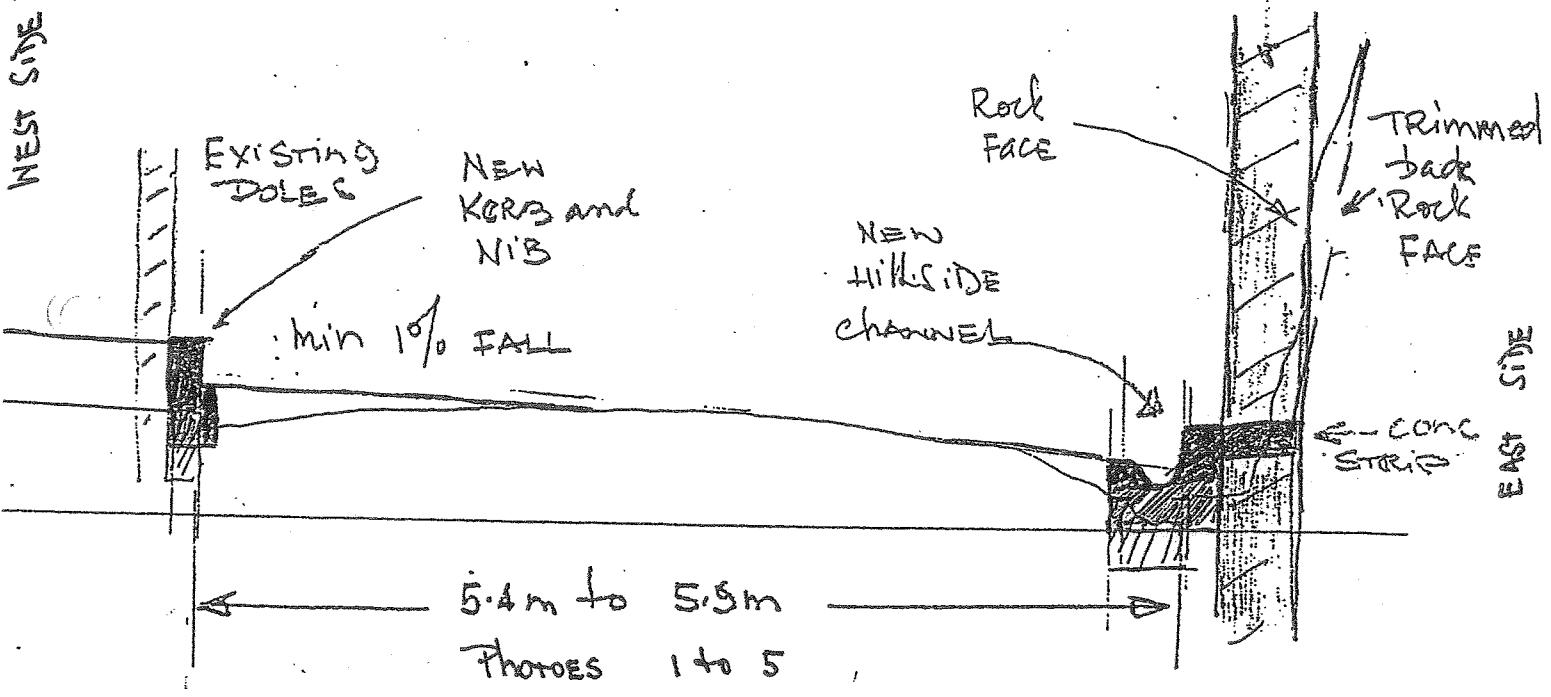 WEST SIDE
EXISTING
DOLES
NEW
KERB and
NIB
min 1% FALL
Rock
FACE
NEW
HillSiDE
ChANNEL
TRimmed
back
Rock
FACE
CONC
STRIP
EAST SIDE
5.4m to 5.9m
Photoes 1 to 5